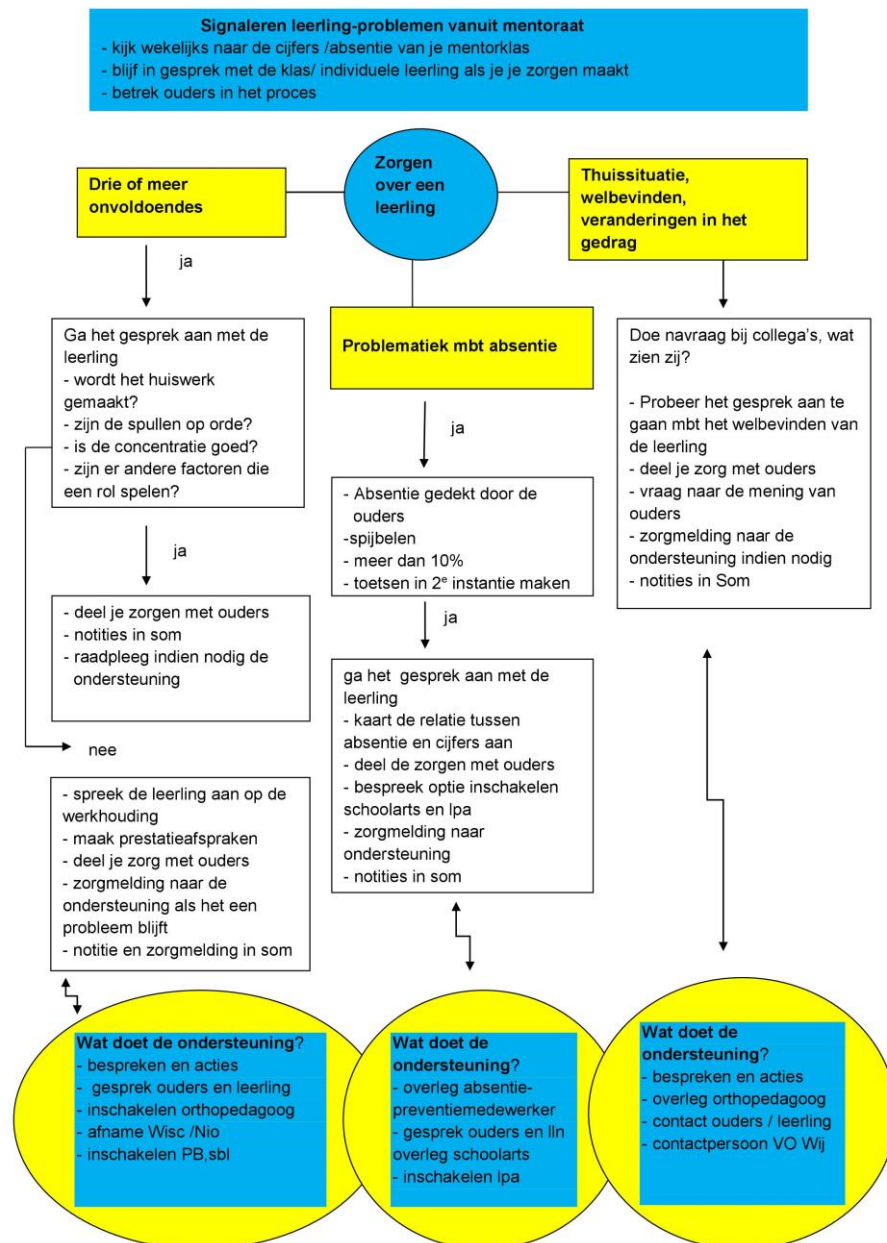 Signaleren leerling-problemen vanuit mentoraat
- kijk wekelijks naar de cijfers /absentie van je mentorklas
- blijf in gesprek met de klas/ individuele leerling als je je zorgen maakt
- betrek ouders in het proces
Zorgen
over een
leerling
Drie of meer
onvoldoendes
ja
Ga het gesprek aan met de
leerling
- wordt het huiswerk
gemaakt?
- zijn de spullen op orde?
- is de concentratie goed?
- zijn er andere factoren die
een rol spelen?
ja
- deel je zorgen met ouders
- notities in som
- raadpleeg indien nodig de
ondersteuning
nee
- spreek de leerling aan op de
werkhouding
- maak prestatieafspraken
- deel je zorg met ouders
- zorgmelding naar de
ondersteuning als het een
probleem blijft
- notitie en zorgmelding in som
Wat doet de ondersteuning?
- bespreken en acties
- gesprek ouders en leerling
- inschakelen orthopedagoog
- afname Wisc /Nio
- inschakelen PB,sbl
Problematiek mbt absentie
ja
- Absentie gedekt door de
ouders
-spijbelen
- meer dan 10%
- toetsen in 2e instantie maken
ja
ga het gesprek aan met de
leerling
- kaart de relatie tussen
absentie en cijfers aan
- deel de zorgen met ouders
- bespreek optie inschakelen
schoolarts en lpa
- zorgmelding naar
ondersteuning
- notities in som
Wat doet de
ondersteuning?
- overleg absentie-
preventiemedewerker
- gesprek ouders en lln
overleg schoolarts
- inschakelen lpa
Thuissituatie,
welbevinden,
veranderingen in het
gedrag
Doe navraag bij collega’s, wat
zien zij?
- Probeer het gesprek aan te
gaan mbt het welbevinden van
de leerling
- deel je zorg met ouders
- vraag naar de mening van
ouders
- zorgmelding naar de
ondersteuning indien nodig
- notities in Som
Wat doet de
ondersteuning?
- bespreken en acties
- overleg orthopedagoog
- contact ouders / leerling
- contactpersoon VO Wij